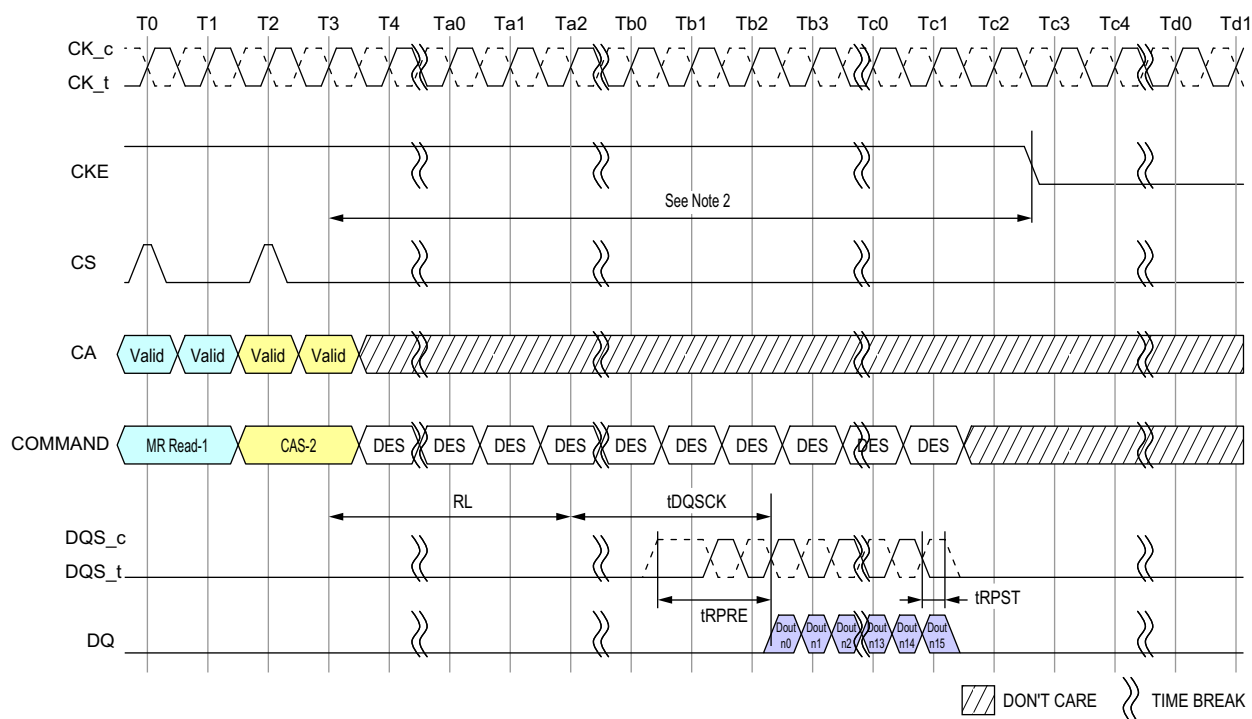 T0 T1 T2 T3 T4 Ta0 Ta1 Ta2 Tb0 Tb1 Tb2 Tb3 Tc0 Tc1 Tc2 Tc3 Tc4 Td0 Td1
CK_c
CK_t
CKE
See Note 2
CS
CA Valid Valid Valid Valid
COMMAND MR Read-1 CAS-2 DES DES DES DES DES DES DES DES DES DES
RL tDQSCK
DQS_c
DQS_t
tRPRE tRPST
DQ Dout n0 Dout n1 Dout n2 Dout n13 Dout n14 Dout n15
DON'T CARE TIME BREAK